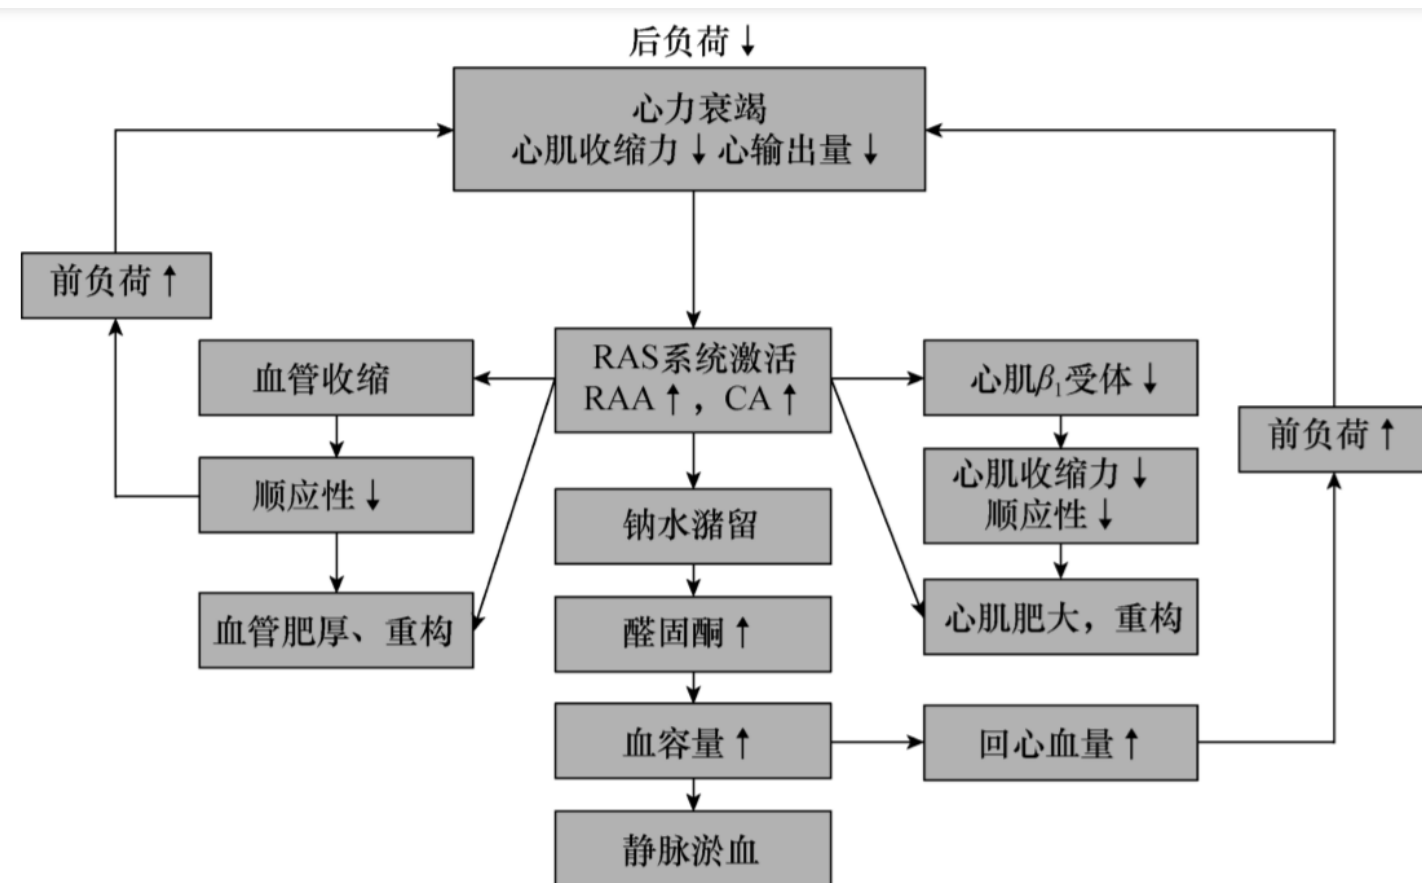 后负荷↓
心力衰竭
心肌收缩力↓心输出量↓
前负荷↑
RAS系统激活
RAA↑，CA↑
血管收缩
心肌β₁受体↓
前负荷↑
顺应性↓
心肌收缩力↓
顺应性↓
钠水潴留
血管肥厚、重构
醛固酮↑
心肌肥大，重构
血容量↑
回心血量↑
静脉淤血